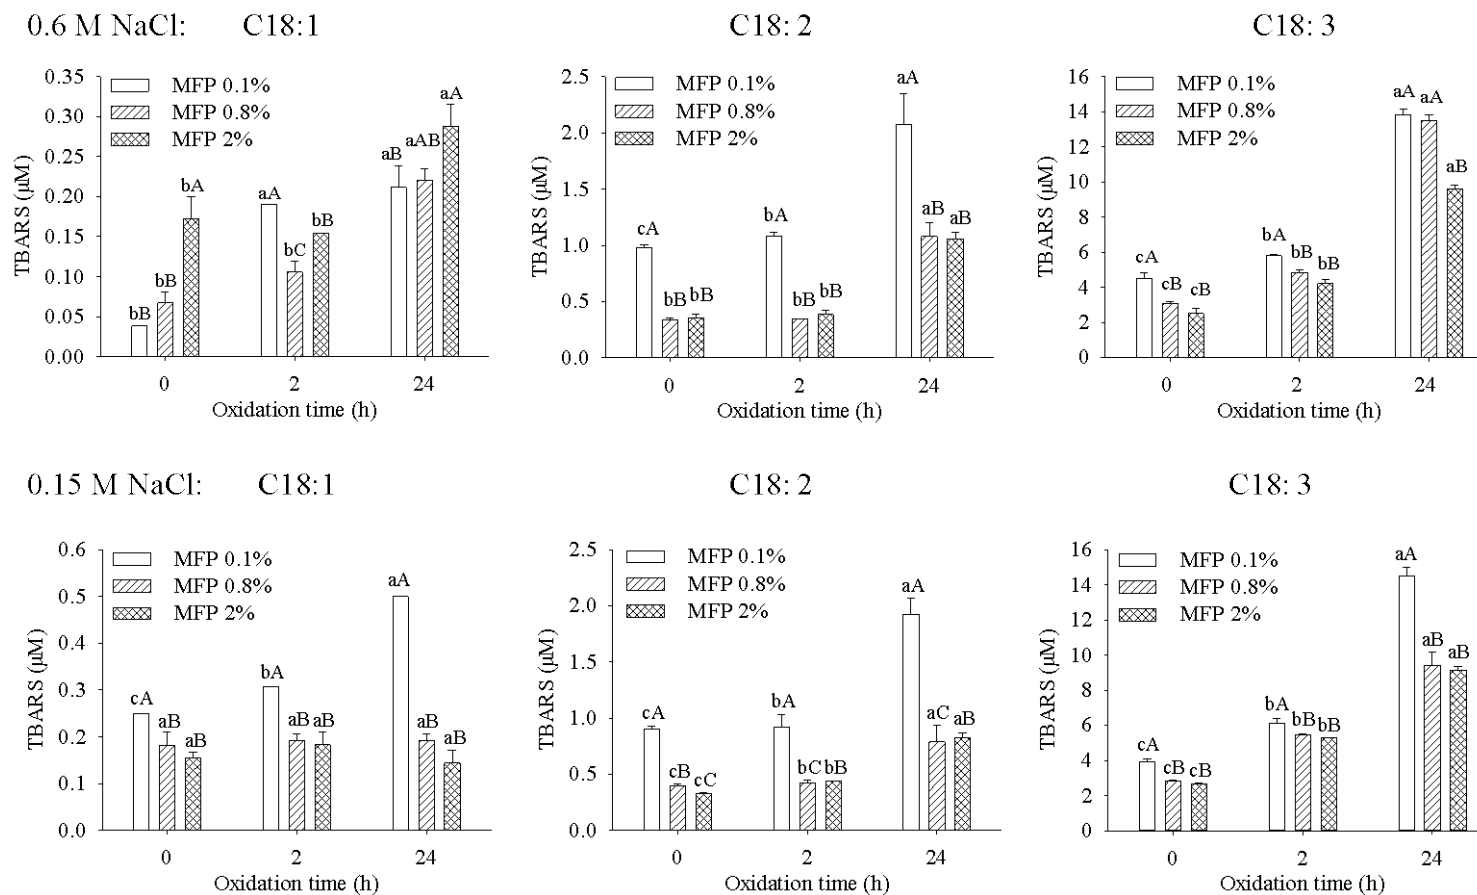 0.6 M NaCl: C18:1 C18: 2 C18: 3
MFP 0.1%
MFP 0.8%
MFP 2%
TBARS (µM)
0.35
0.30
0.25
0.20
0.15
0.10
0.05
0.00
bB bB bA
aA bC bB
aB aAB aA
0 2 24
Oxidation time (h)
MFP 0.1%
MFP 0.8%
MFP 2%
TBARS (µM)
2.5
2.0
1.5
1.0
0.5
0.0
cA bB bB
bA bB bB
aA aB aB
0 2 24
Oxidation time (h)
MFP 0.1%
MFP 0.8%
MFP 2%
TBARS (µM)
16
14
12
10
8
6
4
2
0
cA cB cB
bA bB bB
aA aA aB
0 2 24
Oxidation time (h)
0.15 M NaCl: C18:1 C18: 2 C18: 3
MFP 0.1%
MFP 0.8%
MFP 2%
TBARS (µM)
0.6
0.5
0.4
0.3
0.2
0.1
0.0
cA aB aB
bA aB aB
aA aB aB
0 2 24
Oxidation time (h)
MFP 0.1%
MFP 0.8%
MFP 2%
TBARS (µM)
2.5
2.0
1.5
1.0
0.5
0.0
cA cB cC
bA bC bB
aA aC aB
0 2 24
Oxidation time (h)
MFP 0.1%
MFP 0.8%
MFP 2%
TBARS (µM)
16
14
12
10
8
6
4
2
0
cA cB cB
bA bB bB
aA aB aB
0 2 24
Oxidation time (h)